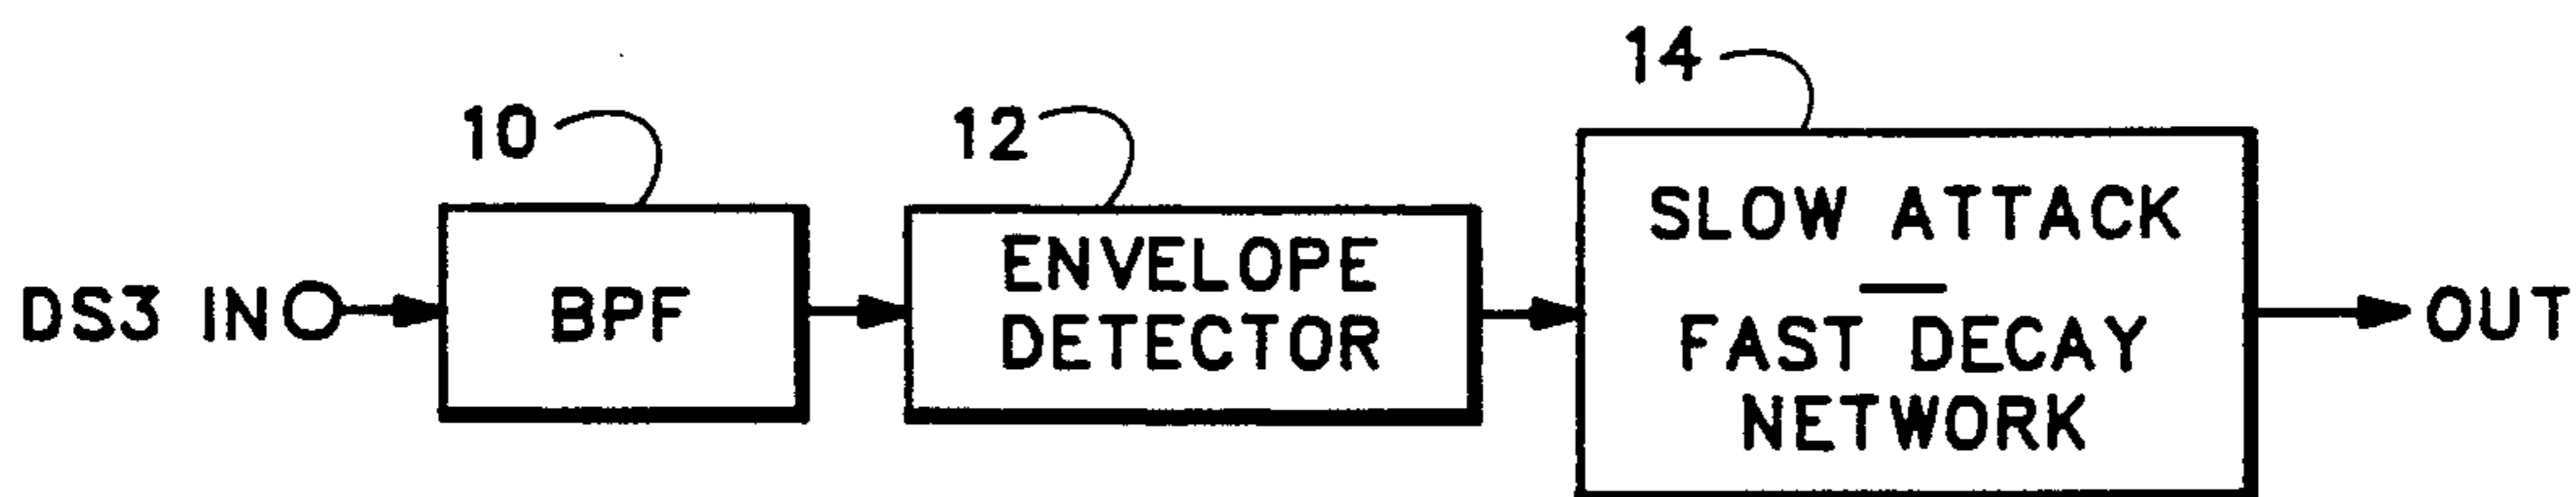 14
10
12
SLOW ATTACK
—
FAST DECAY
NETWORK
ENVELOPE
DETECTOR
BPF
DS3 IN
OUT